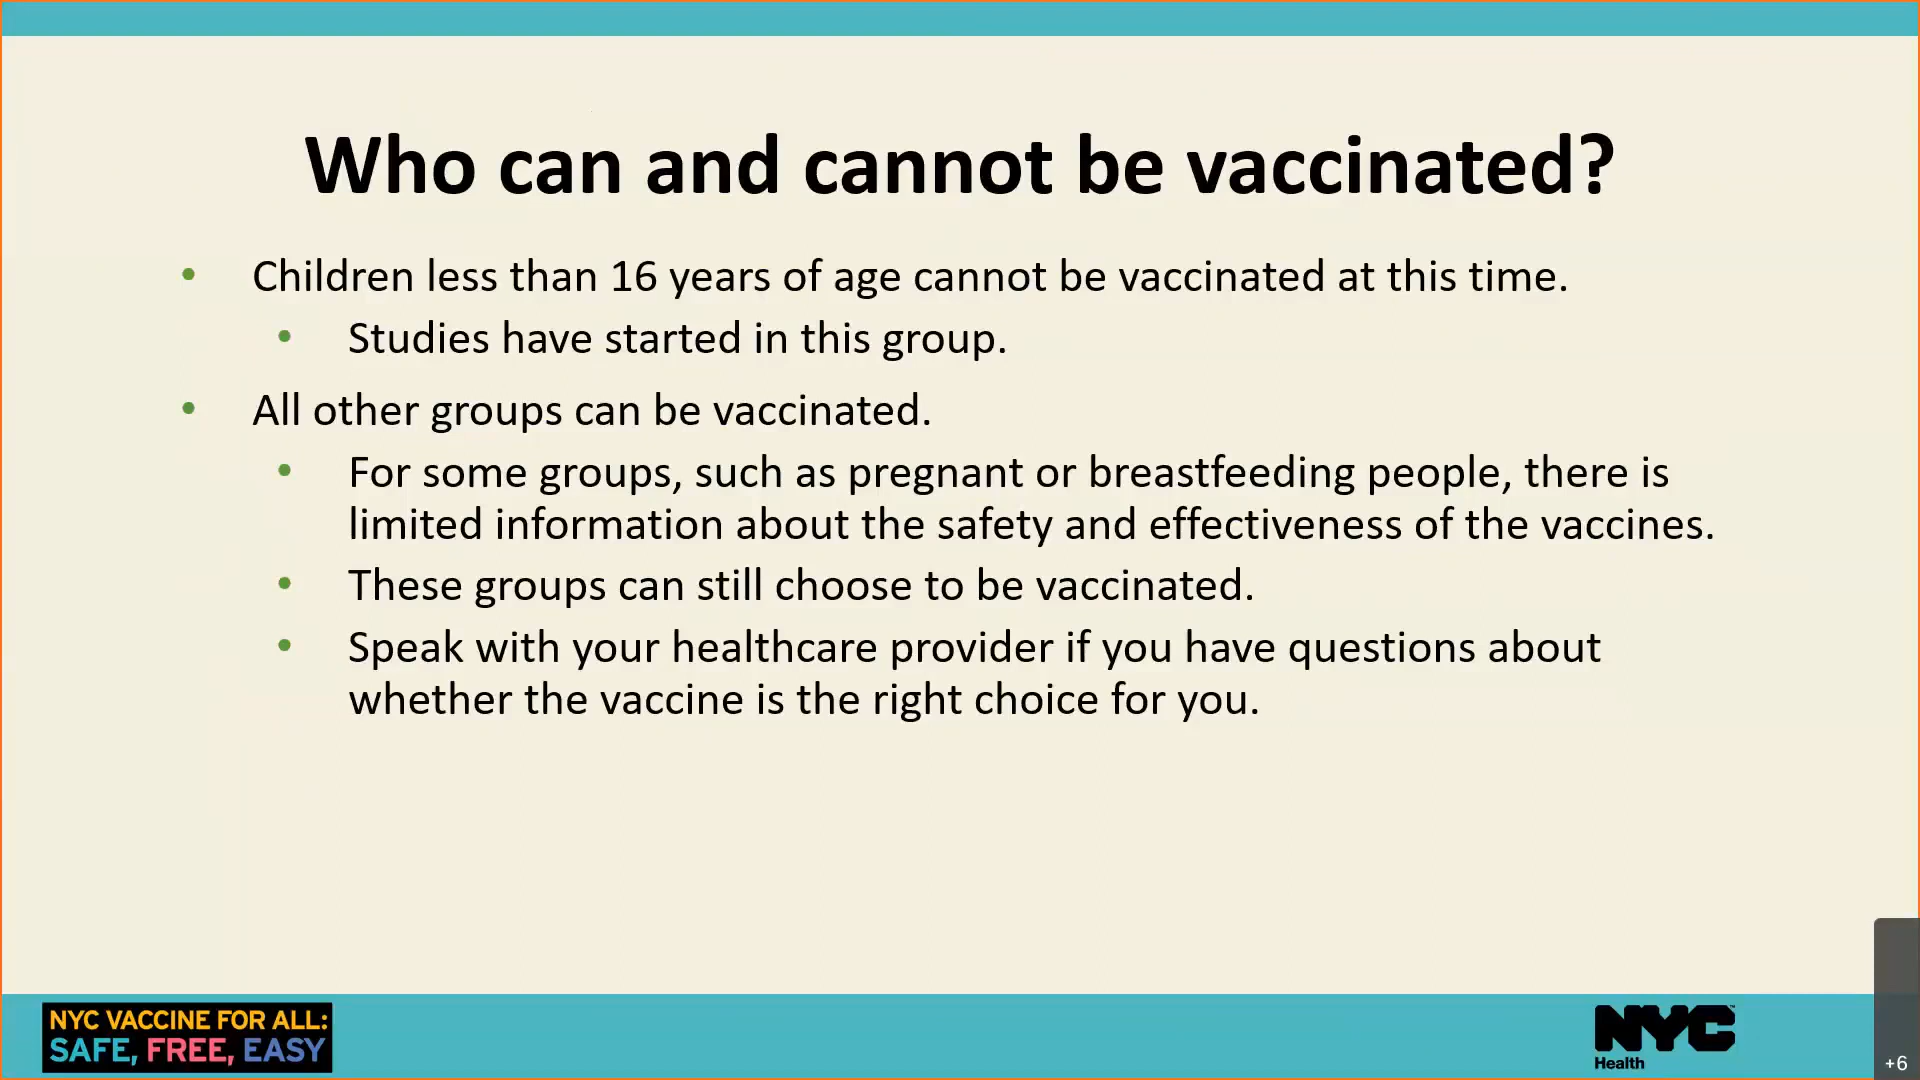 Who can and cannot be vaccinated?
• Children less than 16 years of age cannot be vaccinated at this time.
• Studies have started in this group.
• All other groups can be vaccinated.
• For some groups, such as pregnant or breastfeeding people, there is
limited information about the safety and effectiveness of the vaccines.
• These groups can still choose to be vaccinated.
• Speak with your healthcare provider if you have questions about
whether the vaccine is the right choice for you.
NYC VACCINE FOR ALL:
SAFE, FREE, EASY
NYC
Health
+6